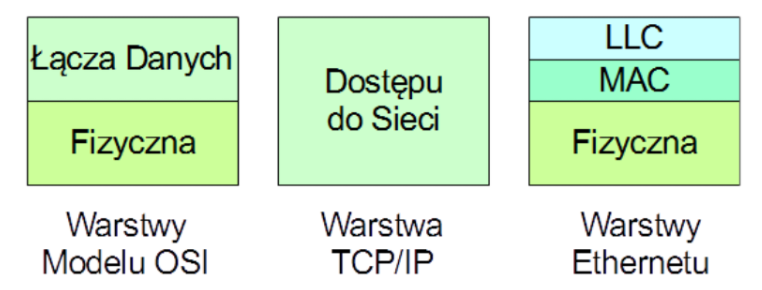 Łącza Danych
Fizyczna
Warstwy
Modelu OSI
Dostępu
do Sieci
Warstwa
TCP/IP
LLC
MAC
Fizyczna
Warstwy
Ethernetu